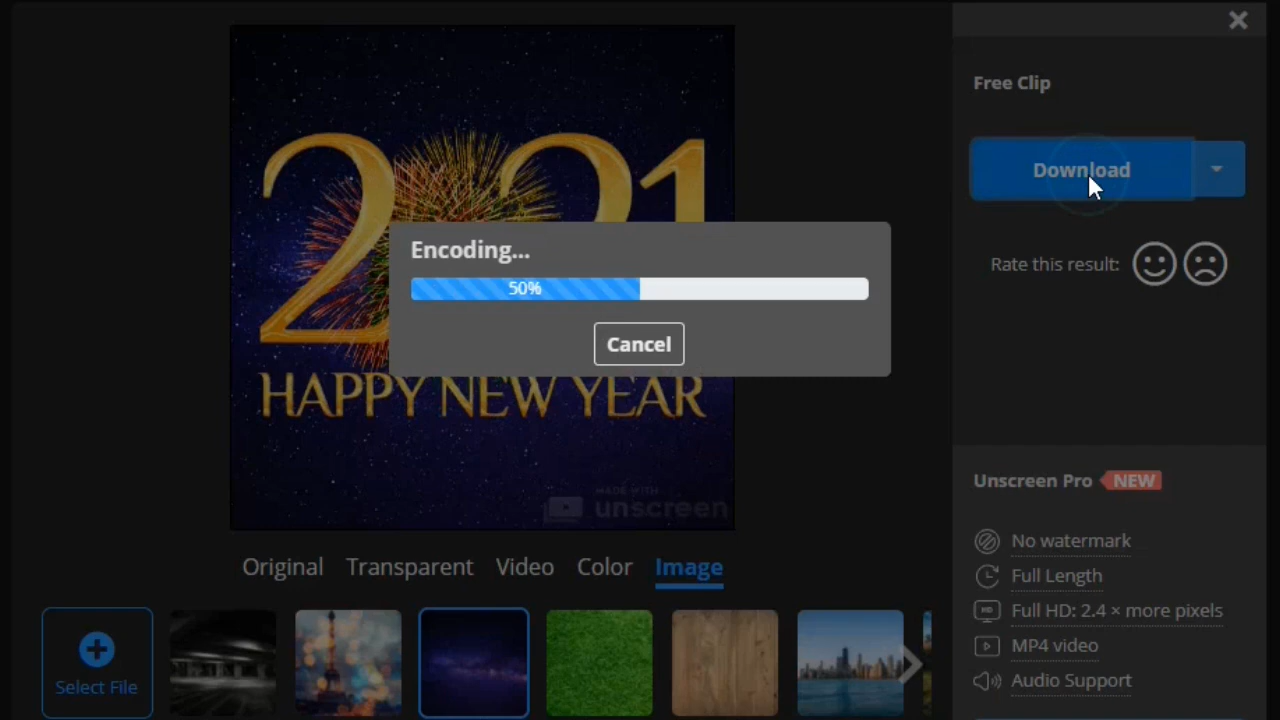 Free Clip
Download
Rate this result:
2021
Encoding...
50%
Cancel
HAPPY NEW YEAR
MADE WITH
unscreen
Original Transparent Video Color Image
Select File
Unscreen Pro NEW
No watermark
Full Length
HD Full HD: 2.4 × more pixels
MP4 video
Audio Support